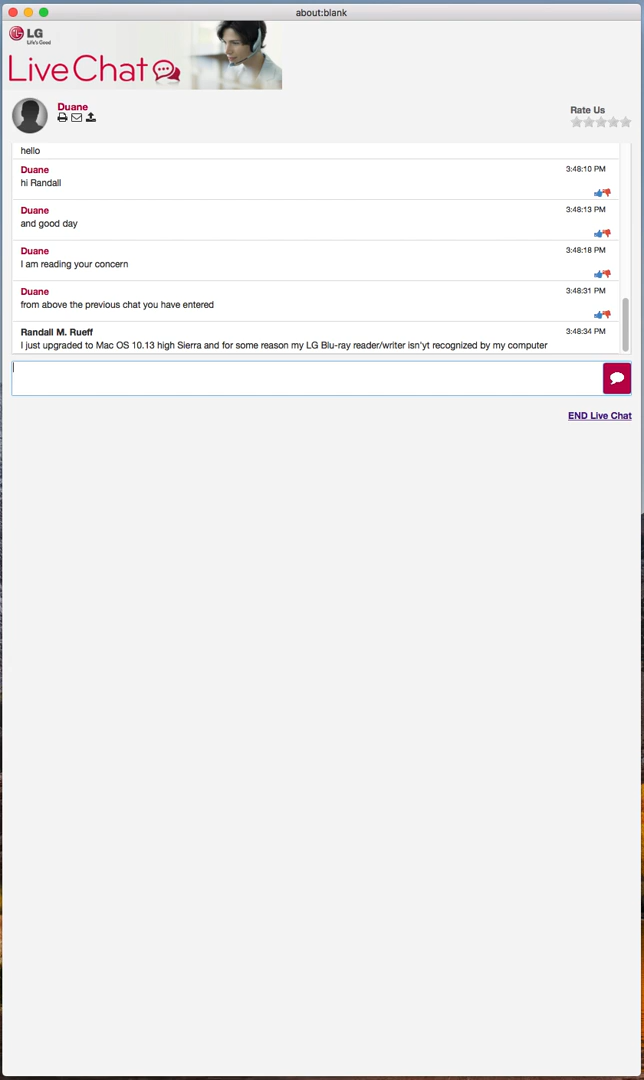 about:blank
LG
Life's Good
Live Chat
Duane
Rate Us
hello
Duane
3:48:10 PM
hi Randall
Duane
3:48:13 PM
and good day
Duane
3:48:18 PM
I am reading your concern
Duane
3:48:31 PM
from above the previous chat you have entered
Randall M. Rueff
3:48:34 PM
I just upgraded to Mac OS 10.13 high Sierra and for some reason my LG Blu-ray reader/writer isn'yt recognized by my computer
END Live Chat